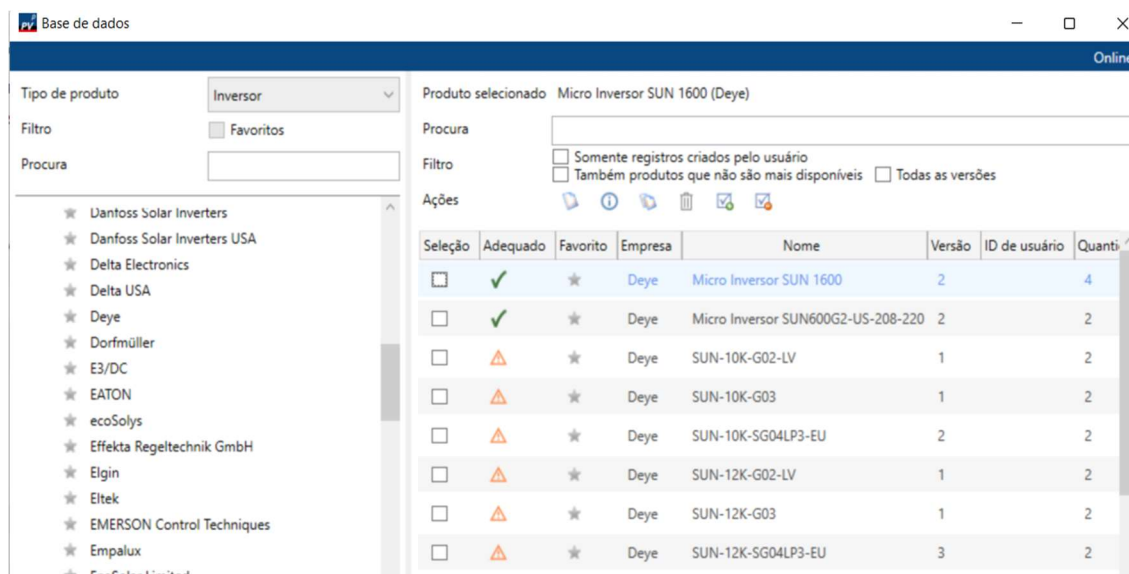 PV Base de dados
Online
Tipo de produto Inversor
Filtro Favoritos
Procura
Danfoss Solar Inverters
Danfoss Solar Inverters USA
Delta Electronics
Delta USA
Deye
Dorfmüller
E3/DC
EATON
ecoSolys
Effekta Regeltechnik GmbH
Elgin
Eltek
EMERSON Control Techniques
Empalux
Produto selecionado Micro Inversor SUN 1600 (Deye)
Procura
Filtro Somente registros criados pelo usuário
Também produtos que não são mais disponíveis Todas as versões
Ações
Seleção Adequado Favorito Empresa Nome Versão ID de usuário Quanti
Deye Micro Inversor SUN 1600 2 4
Deye Micro Inversor SUN600G2-US-208-220 2 2
Deye SUN-10K-G02-LV 1 2
Deye SUN-10K-G03 1 2
Deye SUN-10K-SG04LP3-EU 2 2
Deye SUN-12K-G02-LV 1 2
Deye SUN-12K-G03 1 2
Deye SUN-12K-SG04LP3-EU 3 2